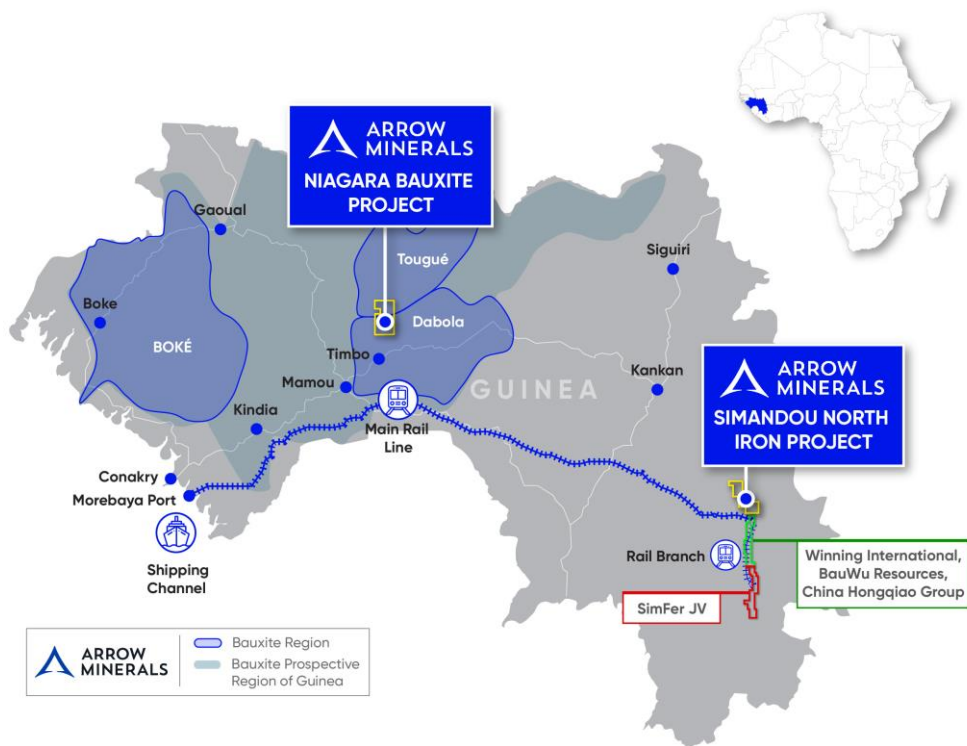 ARROW
MINERALS
NIAGARA BAUXITE
PROJECT
Gaoual
Tougué
Siguiri
Boke
BOKÉ
Dabola
Timbo
Mamou
GUINEA
Kankan
ARROW
MINERALS
SIMANDOU NORTH
IRON PROJECT
Kindia
Main Rail
Line
Conakry
Morebaya Port
Shipping
Channel
Rail Branch
Winning International,
BauWu Resources,
China Hongqiao Group
SimFer JV
ARROW
MINERALS
Bauxite Region
Bauxite Prospective
Region of Guinea